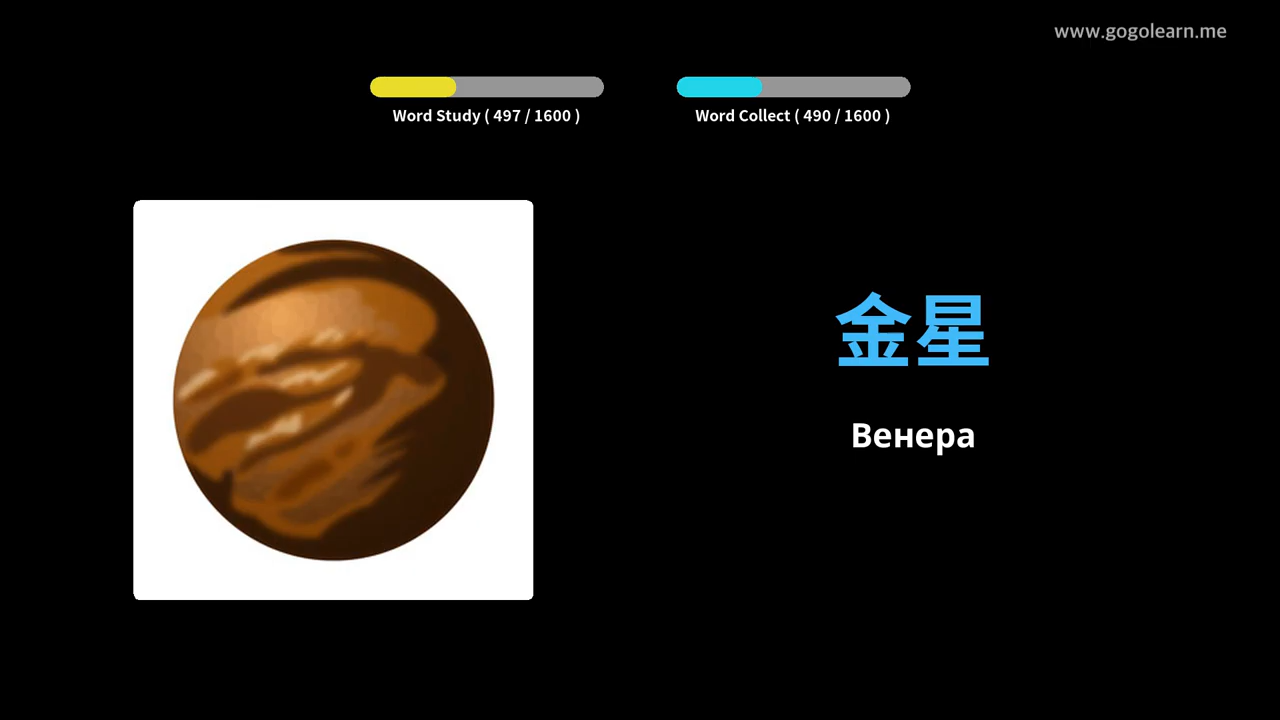 www.gogolearn.me
Word Study ( 497 / 1600 )
Word Collect ( 490 / 1600 )
金星
Венера